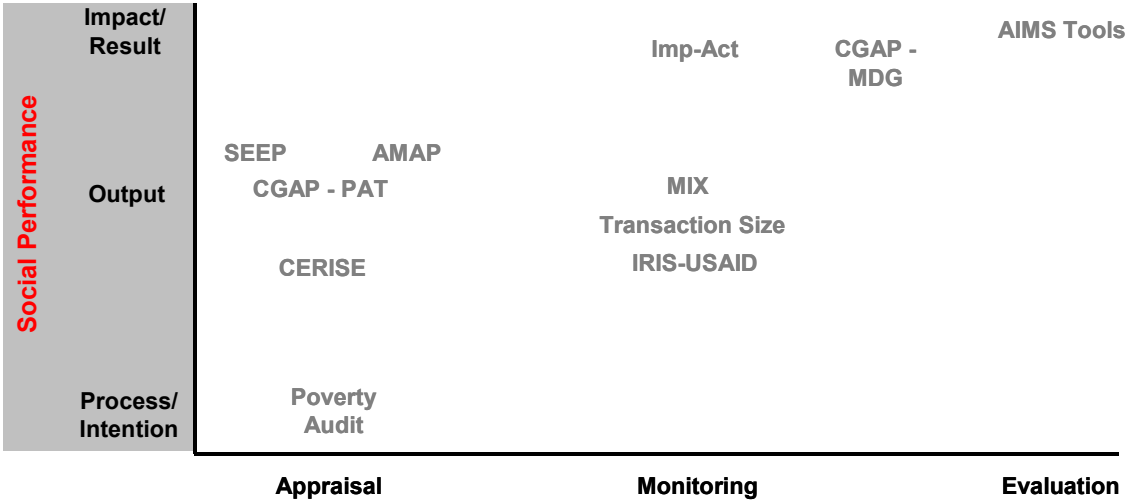 Social Performance
Impact/
Result
Output
Process/
Intention
AIMS Tools
Imp-Act
CGAP -
MDG
SEEP
AMAP
CGAP - PAT
MIX
Transaction Size
CERISE
IRIS-USAID
Poverty
Audit
Appraisal
Monitoring
Evaluation